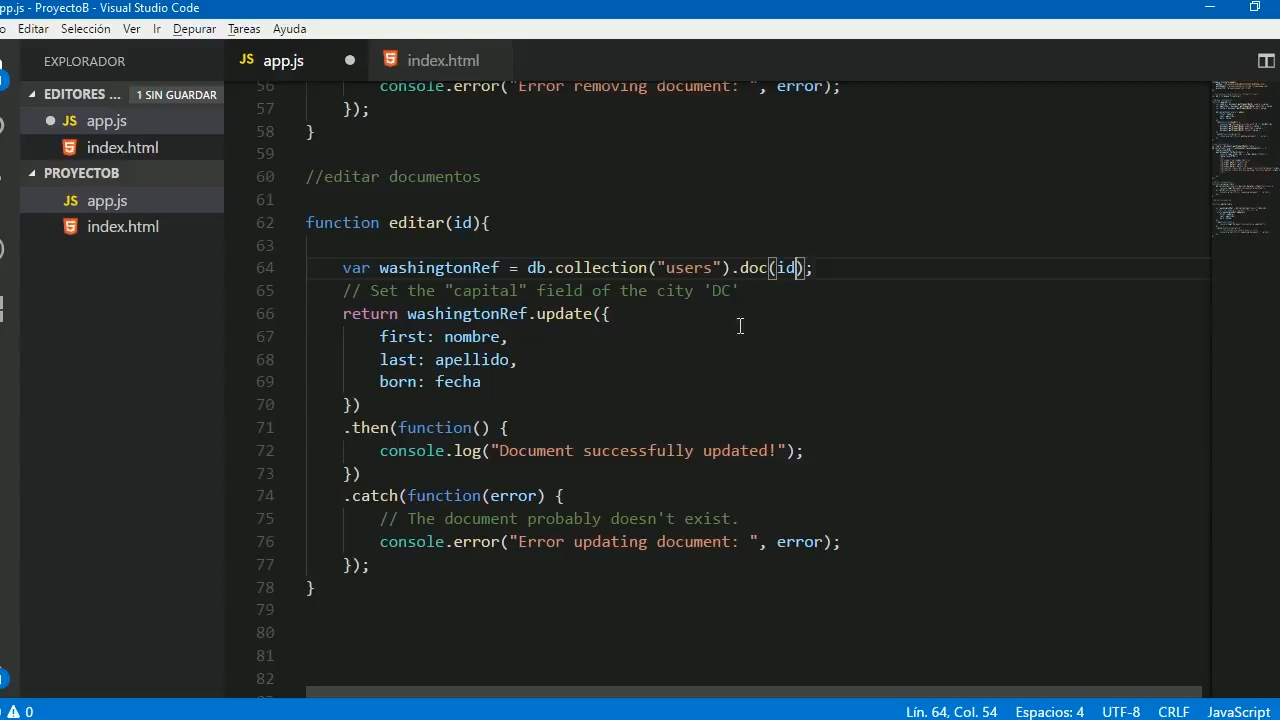 app.js - ProyectoB - Visual Studio Code
Editar Selección Ver Ir Depurar Tareas Ayuda
EXPLORADOR
JS app.js
index.html
EDITORES ... 1 SIN GUARDAR
JS app.js
index.html
PROYECTOB
JS app.js
index.html
56 console.error("Error removing document: ", error);
57 });
58 }
59
60 //editar documentos
61
62 function editar(id){
63
64 var washingtonRef = db.collection("users").doc(id);
65 // Set the "capital" field of the city 'DC'
66 return washingtonRef.update({
67 first: nombre,
68 last: apellido,
69 born: fecha
70 })
71 .then(function() {
72 console.log("Document successfully updated!");
73 })
74 .catch(function(error) {
75 // The document probably doesn't exist.
76 console.error("Error updating document: ", error);
77 });
78 }
79
80
81
82
0 Lín. 64, Col. 54 Espacios: 4 UTF-8 CRLF JavaScript